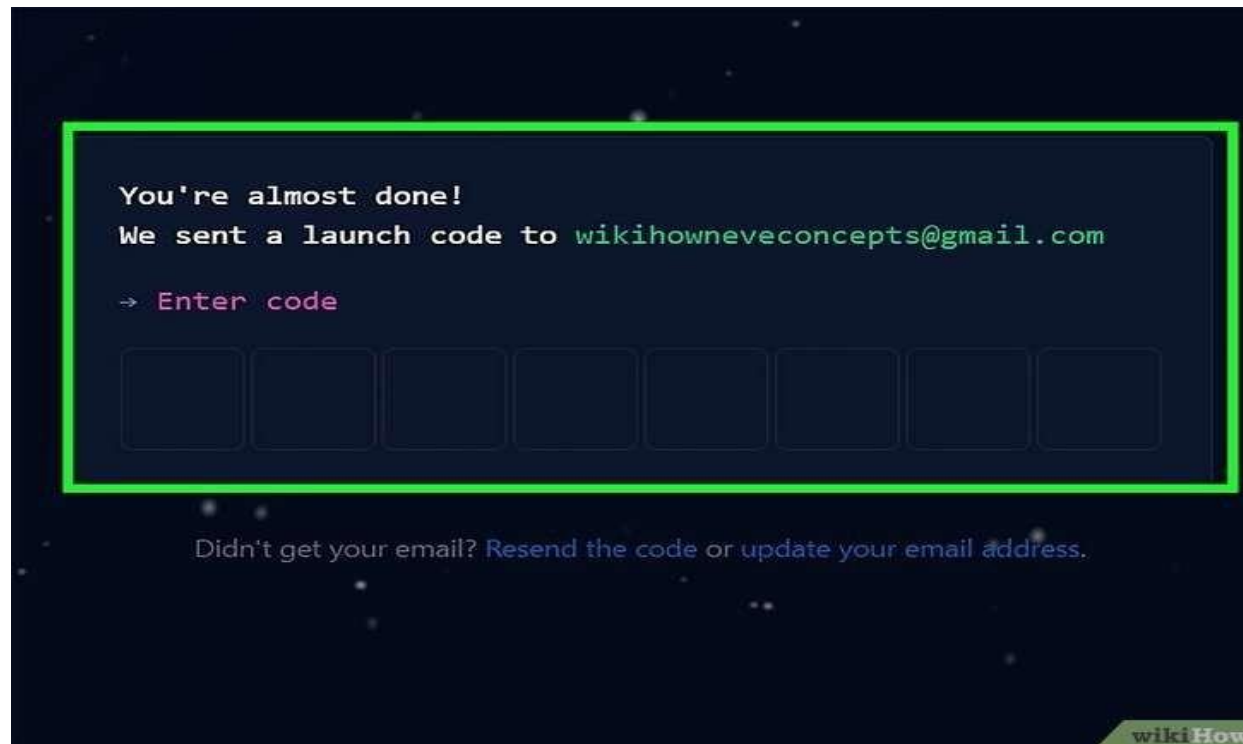 You're almost done!
We sent a launch code to wikihowneveconcepts@gmail.com
→ Enter code
Didn't get your email? Resend the code or update your email address.
wikiHow